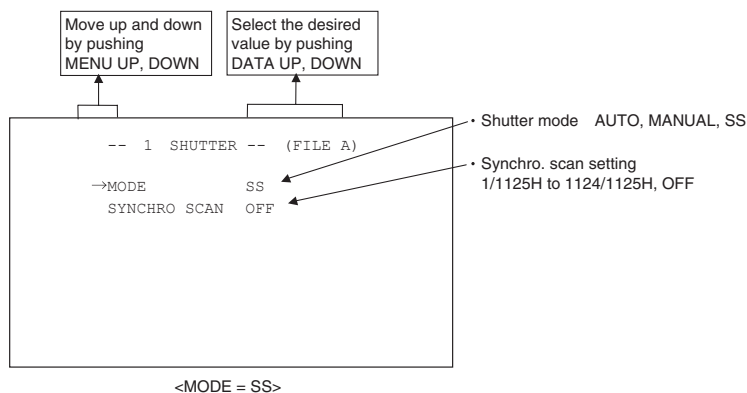 Move up and down
by pushing
MENU UP, DOWN
Select the desired
value by pushing
DATA UP, DOWN
-- 1 SHUTTER -- (FILE A)
→MODE SS
SYNCHRO SCAN OFF
・Shutter mode AUTO, MANUAL, SS
・Synchro. scan setting
1/1125H to 1124/1125H, OFF
<MODE = SS>